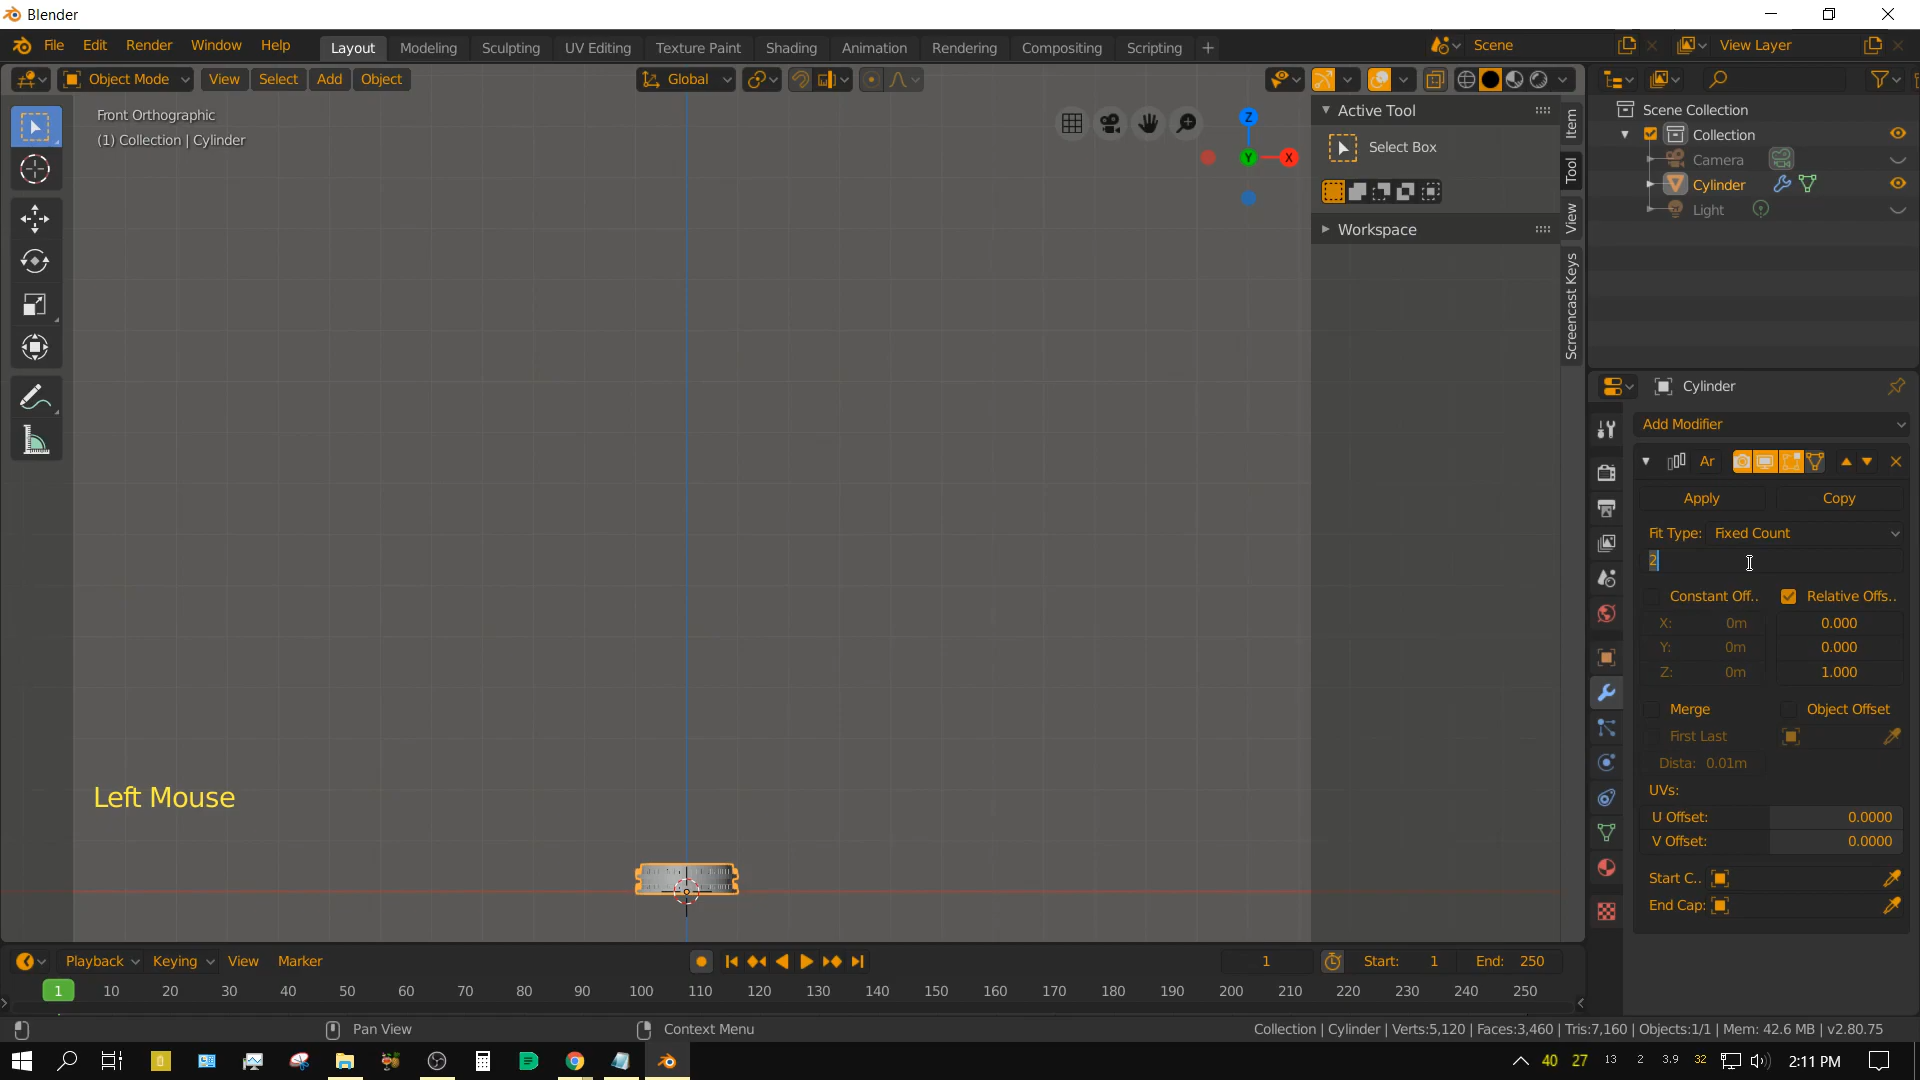 Blender
File Edit Render Window Help Layout Modeling Sculpting UV Editing Texture Paint Shading Animation Rendering Compositing Scripting + Scene View Layer
Object Mode View Select Add Object Global
Front Orthographic
(1) Collection | Cylinder
Z
Y
X
Active Tool
Select Box
Workspace
Item
Tool
View
Screencast Keys
Scene Collection
Collection
Camera
Cylinder
Light
Cylinder
Add Modifier
Ar
Apply Copy
Fit Type: Fixed Count
2
Constant Off.. Relative Offs..
X: 0m 0.000
Y: 0m 0.000
Z: 0m 1.000
Merge Object Offset
First Last
Dista: 0.01m
UVs:
U Offset: 0.0000
V Offset: 0.0000
Start C..
End Cap:
Left Mouse
Playback Keying View Marker 1 Start: 1 End: 250
1 10 20 30 40 50 60 70 80 90 100 110 120 130 140 150 160 170 180 190 200 210 220 230 240 250
Pan View Context Menu Collection | Cylinder | Verts:5,120 | Faces:3,460 | Tris:7,160 | Objects:1/1 | Mem: 42.6 MB | v2.80.75
40 27 13 2 3.9 32 2:11 PM